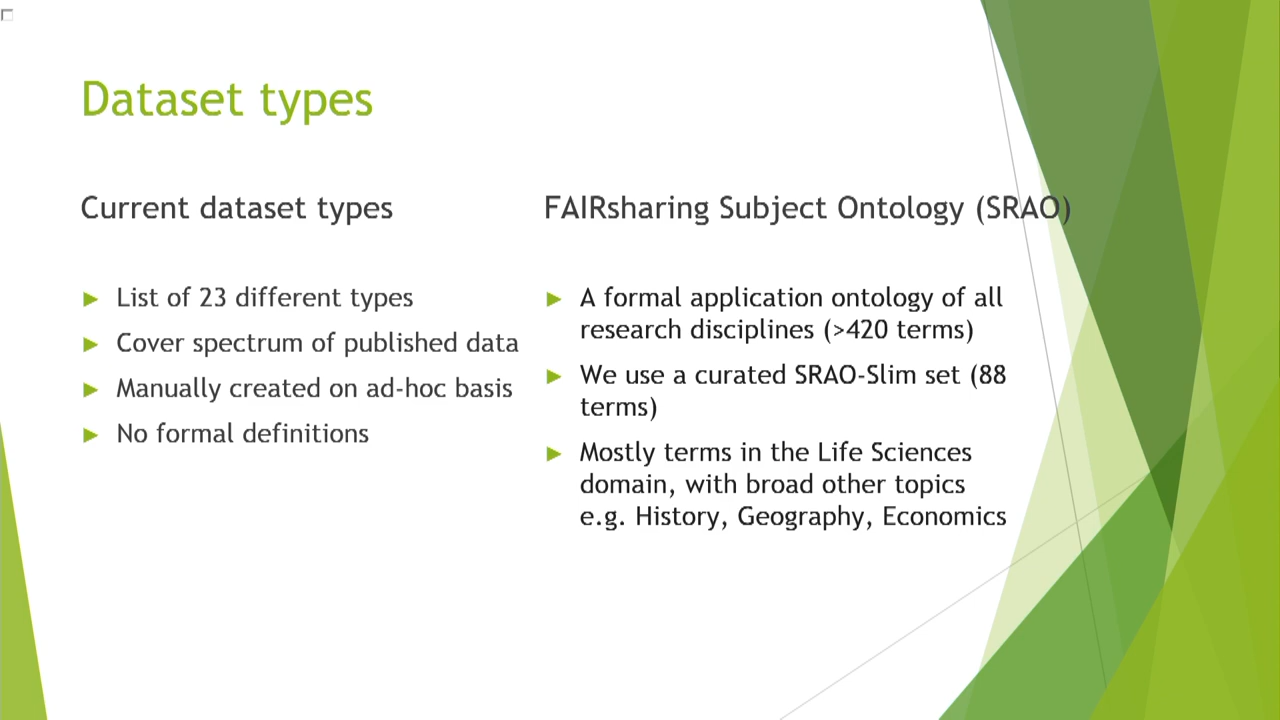 Dataset types
Current dataset types
List of 23 different types
Cover spectrum of published data
Manually created on ad-hoc basis
No formal definitions
FAIRsharing Subject Ontology (SRAO)
A formal application ontology of all
research disciplines (>420 terms)
We use a curated SRAO-Slim set (88
terms)
Mostly terms in the Life Sciences
domain, with broad other topics
e.g. History, Geography, Economics